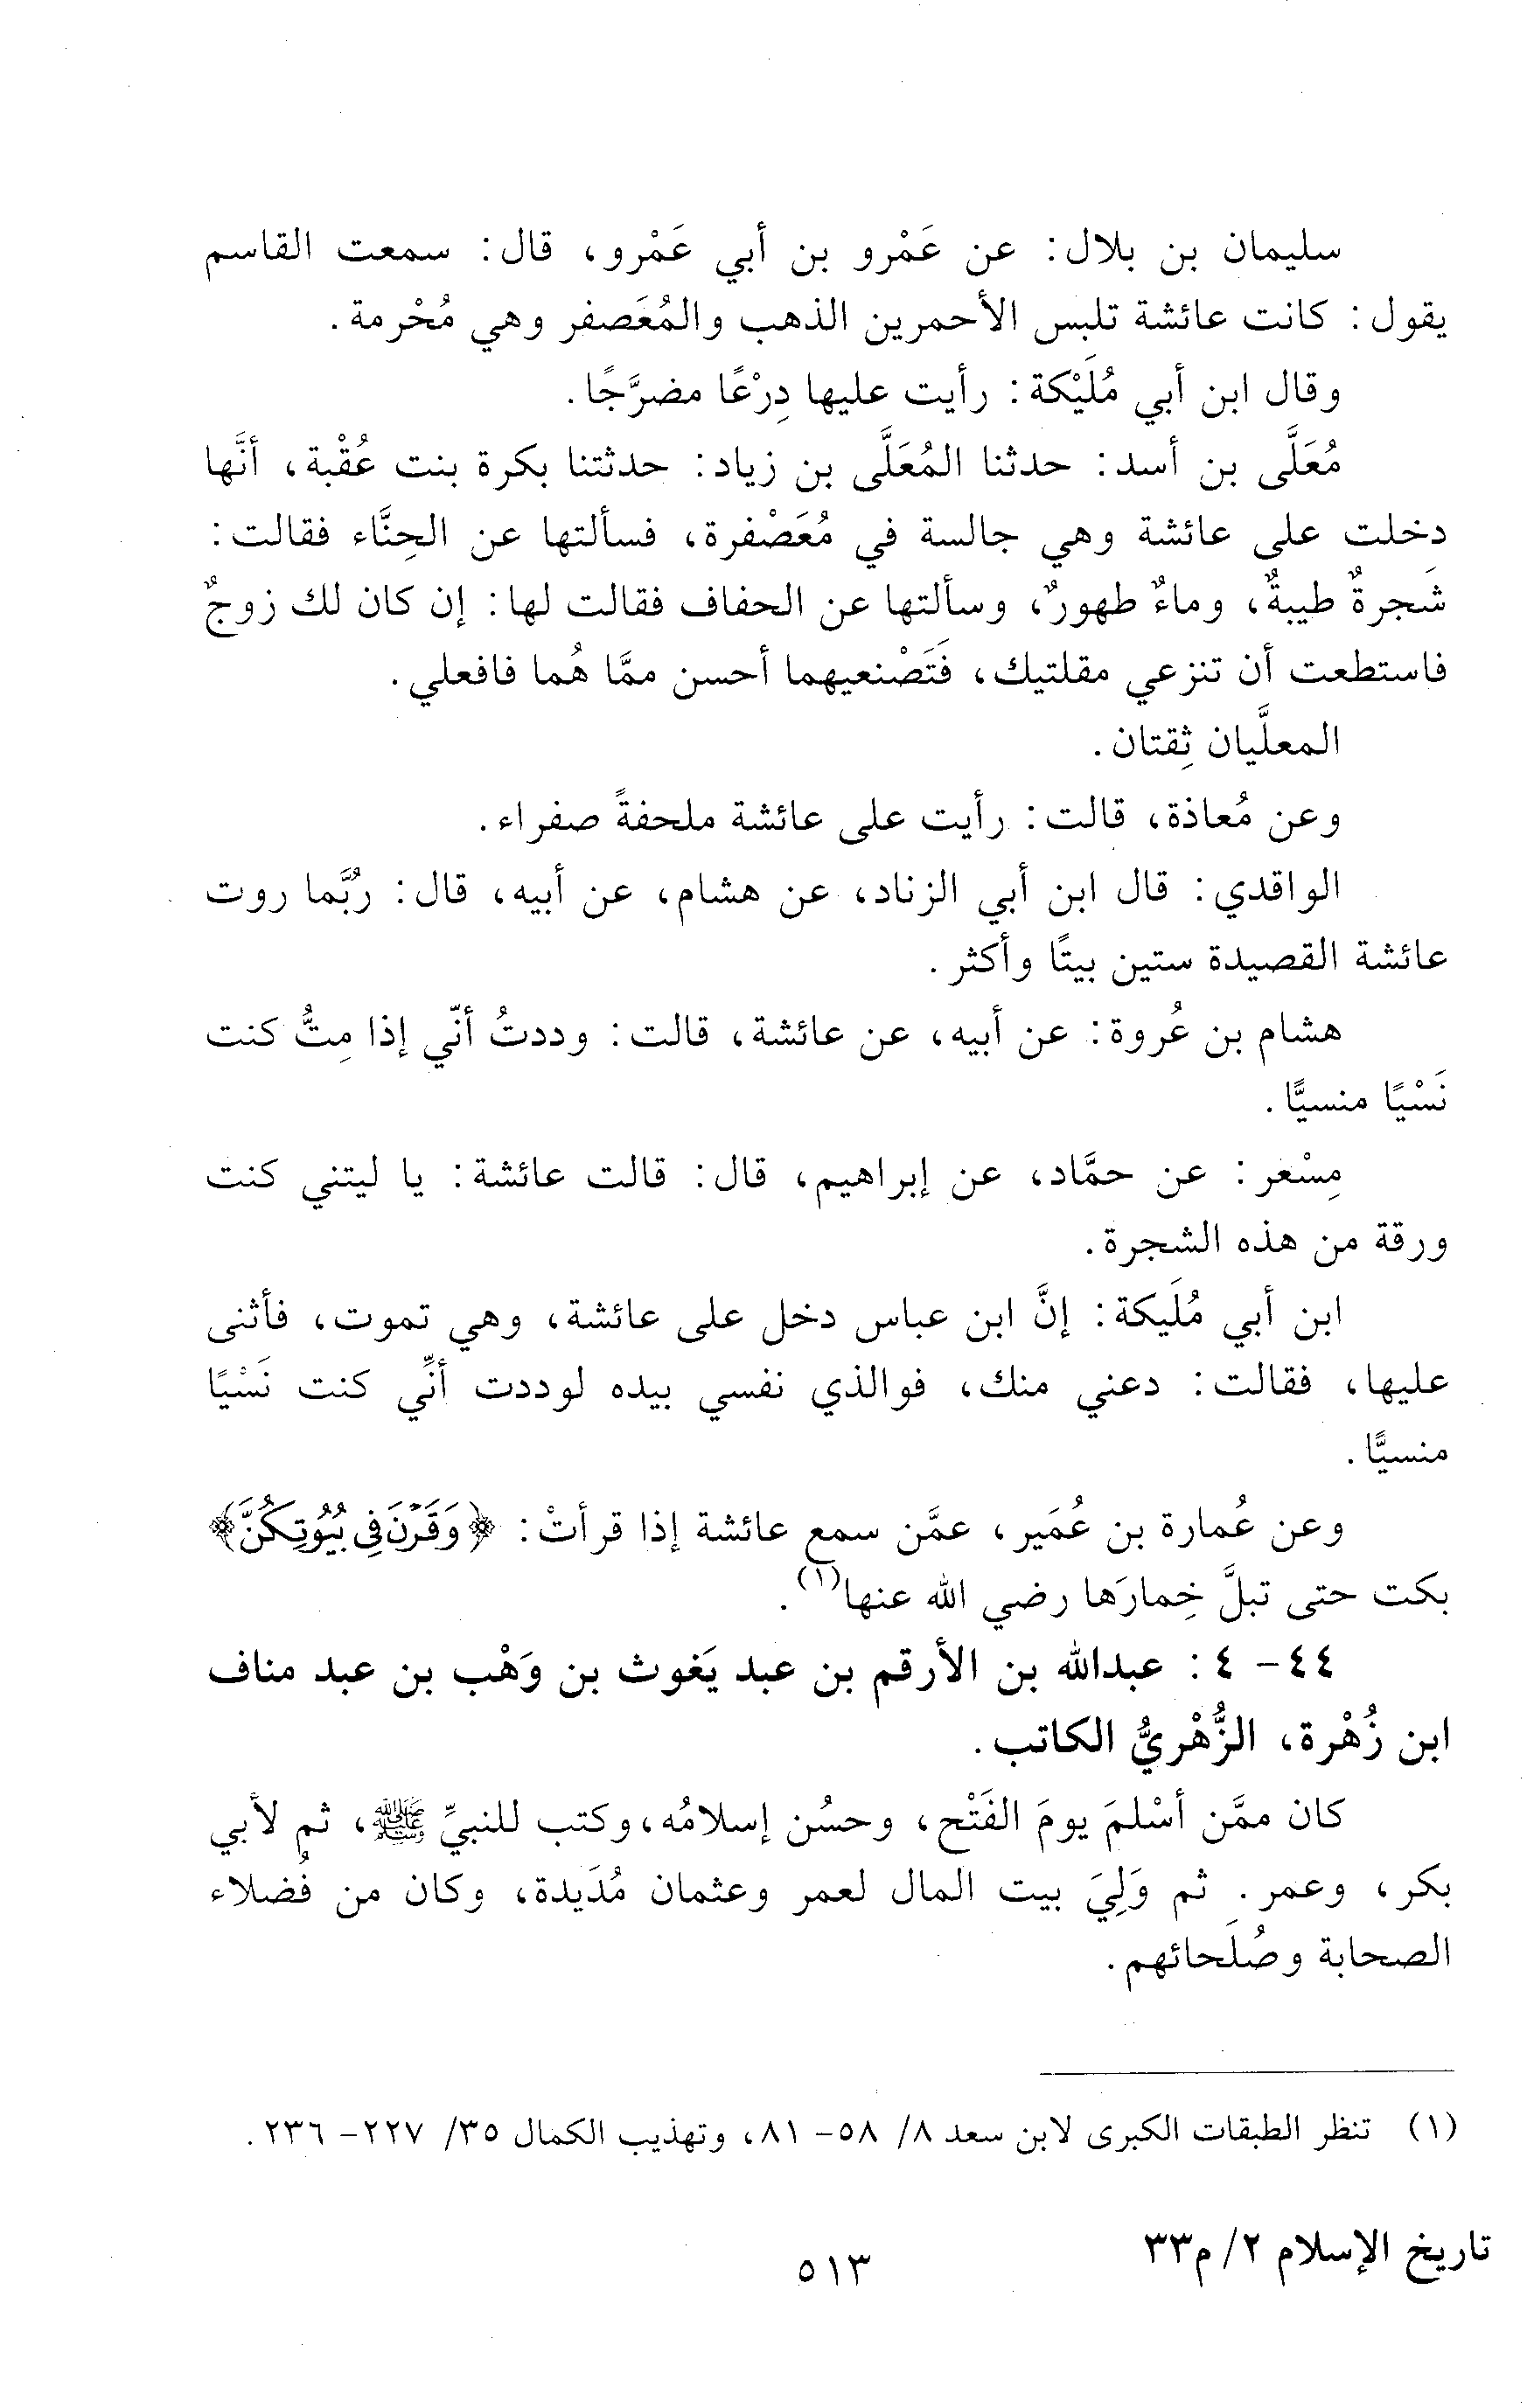 سليمان بن بلال: عن عَمْرو بن أبي عَمْرو، قال: سمعت القاسم
يقول: كانت عائشة تلبس الأحمرين الذهب والمُعَصفر وهي مُحْرمة.
وقال ابن أبي مُلَيْكة: رأيت عليها دِرْعًا مضرَّجًا.
مُعَلَّى بن أسد: حدثنا المُعَلَّى بن زياد: حدثتنا بكرة بنت عُقْبة، أنَّها
دخلت على عائشة وهي جالسة في مُعَصْفرة، فسألتها عن الحِنَّاء فقالت:
شَجرةٌ طيبةٌ، وماءٌ طهورٌ، وسألتها عن الحفاف فقالت لها: إن كان لك زوجٌ
فاستطعت أن تنزعي مقلتيك، فَتَصْنعيهما أحسن ممَّا هُما فافعلي.
المعلَّيان ثِقتان.
وعن مُعاذة، قالت: رأيت على عائشة ملحفةً صفراء.
الواقدي: قال ابن أبي الزناد، عن هشام، عن أبيه، قال: رُبَّما روت
عائشة القصيدة ستين بيتًا وأكثر.
هشام بن عُروة: عن أبيه، عن عائشة، قالت: وددتُ أنّي إذا مِتُّ كنت
نَسْيًا منسيًّا.
مِسْعر: عن حمَّاد، عن إبراهيم، قال: قالت عائشة: يا ليتني كنت
ورقة من هذه الشجرة.
ابن أبي مُلَيكة: إنَّ ابن عباس دخل على عائشة، وهي تموت، فأثنى
عليها، فقالت: دعني منك، فوالذي نفسي بيده لوددت أنِّي كنت نَسْيًا
منسيًّا.
وعن عُمارة بن عُمَير، عمَّن سمع عائشة إذا قرأتْ: ﴿وَقَرْنَ فِي بُيُوتِكُنَّ﴾
بكت حتى تبلَّ خِمارَها رضي الله عنها(١).
٤٤- ٤: عبدالله بن الأرقم بن عبد يَغوث بن وَهْب بن عبد مناف
ابن زُهْرة، الزُّهْريُّ الكاتب.
كان ممَّن أسْلمَ يومَ الفَتْح، وحسُن إسلامُه، وكتب للنبيِّ ﷺ، ثم لأبي
بكر، وعمر. ثم وَلِيَ بيت المال لعمر وعثمان مُدَيدة، وكان من فُضلاء
الصحابة وصُلَحائهم.
(١) تنظر الطبقات الكبرى لابن سعد ٨/ ٥٨- ٨١، وتهذيب الكمال ٣٥/ ٢٢٧- ٢٣٦.
تاريخ الإسلام ٢/ م٣٣
٥١٣